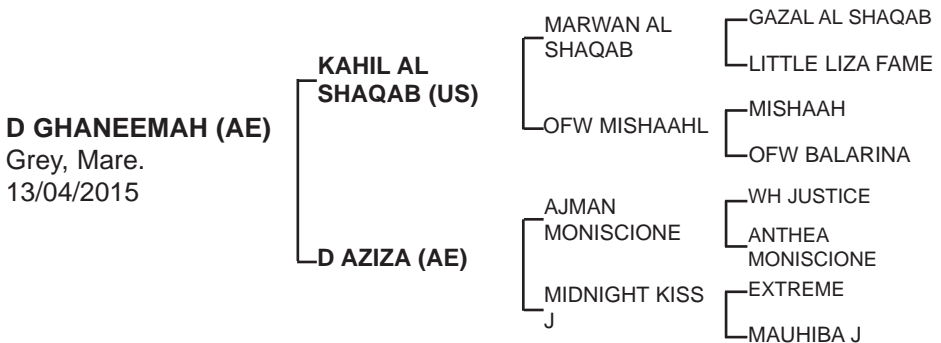 D GHANEEMAH (AE)
Grey, Mare.
13/04/2015
KAHIL AL
SHAQAB (US)
D AZIZA (AE)
MARWAN AL
SHAQAB
OFW MISHAAHL
AJMAN
MONISCIONE
MIDNIGHT KISS
J
GAZAL AL SHAQAB
LITTLE LIZA FAME
MISHAAH
OFW BALARINA
WH JUSTICE
ANTHEA
MONISCIONE
EXTREME
MAUHIBA J